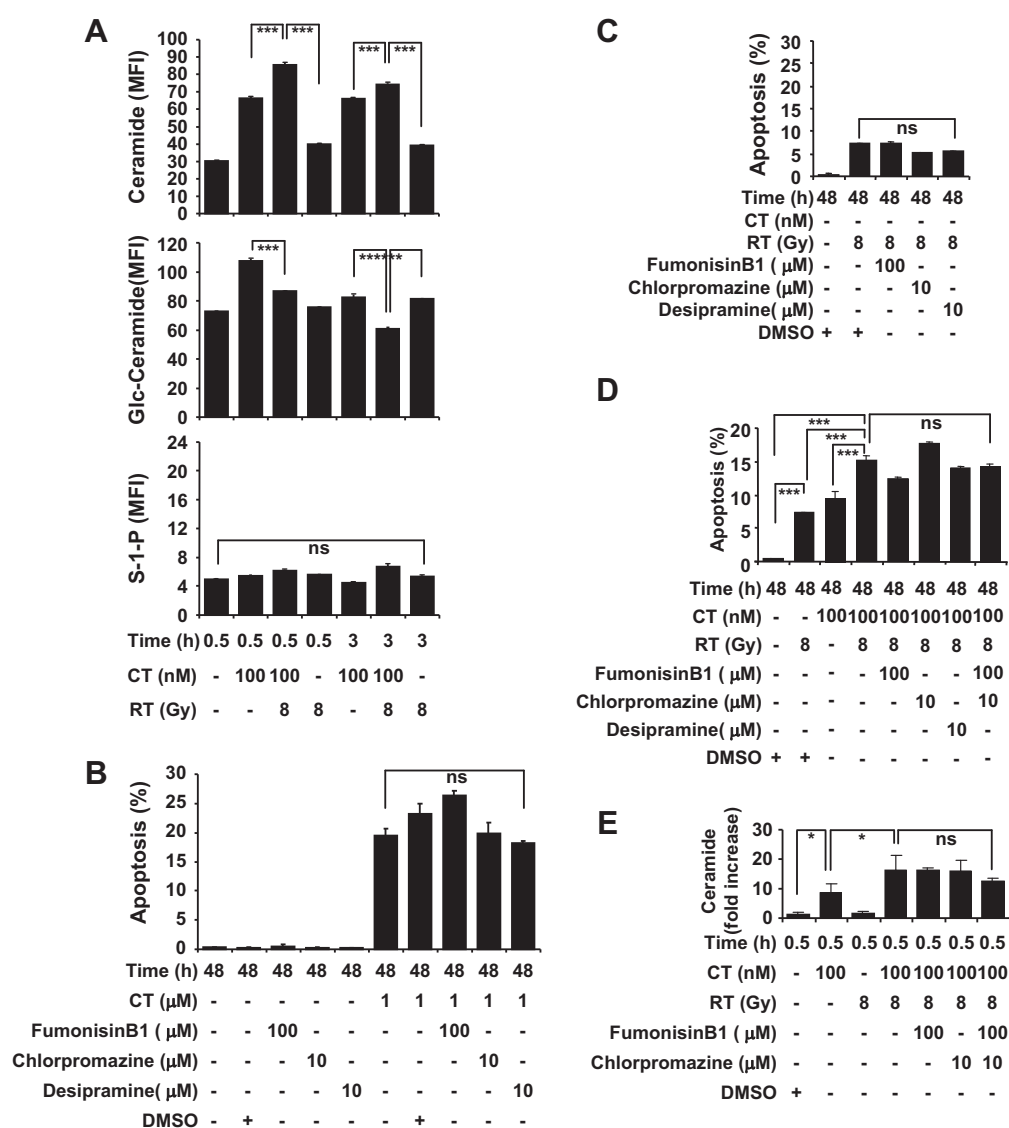 A
*** *** *** ***
Ceramide (MFI)
100
90
80
70
60
50
40
30
20
10
0
Glc-Ceramide(MFI)
120
100
80
60
40
20
0
*** ******
S-1-P (MFI)
24
20
16
12
8
4
0
ns
Time (h) 0.5 0.5 0.5 0.5 3 3 3
CT (nM) - 100 100 - 100 100 -
RT (Gy) - - 8 8 - 8 8
B
Apoptosis (%)
30
25
20
15
10
5
0
ns
Time (h) 48 48 48 48 48 48 48 48 48 48
CT (μM) - - - - - 1 1 1 1 1
FumonisinB1 ( μM) - - 100 - - - - 100 - -
Chlorpromazine (μM) - - - 10 - - - - 10 -
Desipramine( μM) - - - - 10 - - - - 10
DMSO - + - - - - + - - -
C
Apoptosis (%)
30
25
20
15
10
5
0
ns
Time (h) 48 48 48 48 48
CT (nM) - - - - -
RT (Gy) - 8 8 8 8
FumonisinB1 ( μM) - - 100 - -
Chlorpromazine (μM) - - - 10 -
Desipramine( μM) - - - - 10
DMSO + + - - -
D
Apoptosis (%)
20
15
10
5
0
***
***
***
***
ns
Time (h) 48 48 48 48 48 48 48 48
CT (nM) - - 100 100 100 100 100 100
RT (Gy) - 8 - 8 8 8 8 8
FumonisinB1 ( μM) - - - - 100 - - 100
Chlorpromazine (μM) - - - - - 10 - 10
Desipramine( μM) - - - - - - 10 -
DMSO + + - - - - - -
E
Ceramide
(fold increase)
30
20
10
0
* * ns
Time (h) 0.5 0.5 0.5 0.5 0.5 0.5 0.5
CT (nM) - 100 - 100 100 100 100
RT (Gy) - - 8 8 8 8 8
FumonisinB1 ( μM) - - - - 100 - 100
Chlorpromazine (μM) - - - - - 10 10
DMSO + - - - - - -